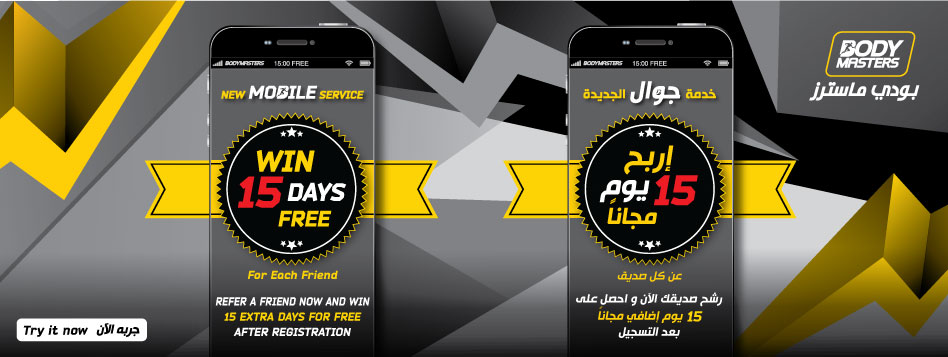 BODYMASTERS 15:00 FREE
NEW MOBILE SERVICE
WIN
15 DAYS
FREE
For Each Friend
REFER A FRIEND NOW AND WIN
15 EXTRA DAYS FOR FREE
AFTER REGISTRATION
BODYMASTERS 15:00 FREE
خدمة جوال الجديدة
إربح
15 يوم
مجاناً
عن كل صديق
رشح صديقك الأن و احصل على
15 يوم إضافي مجاناً
بعد التسجيل
BODY
MASTERS
بودي ماسترز
Try it now جربه الأن